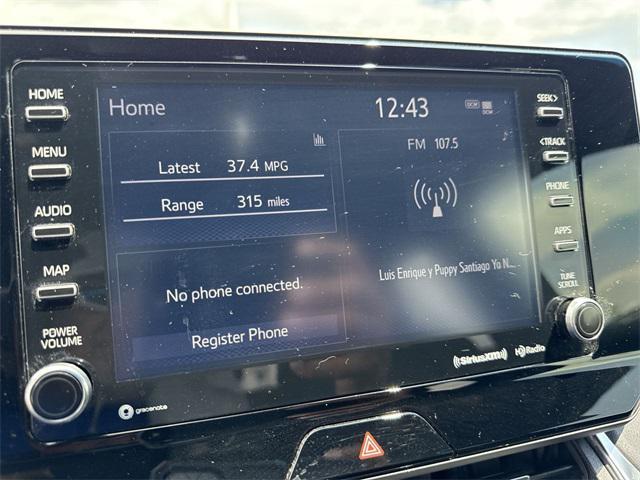 HOME
MENU
AUDIO
MAP
POWER
VOLUME
Home
12:43
DCM
DCM
Latest 37.4 MPG
Range 315 miles
FM 107.5
No phone connected.
Register Phone
Luis Enrique y Puppy Santiago Yo N...
SEEK>
<TRACK
PHONE
APPS
TUNE
SCROLL
gracenote
((SiriusXM))
HD Radio